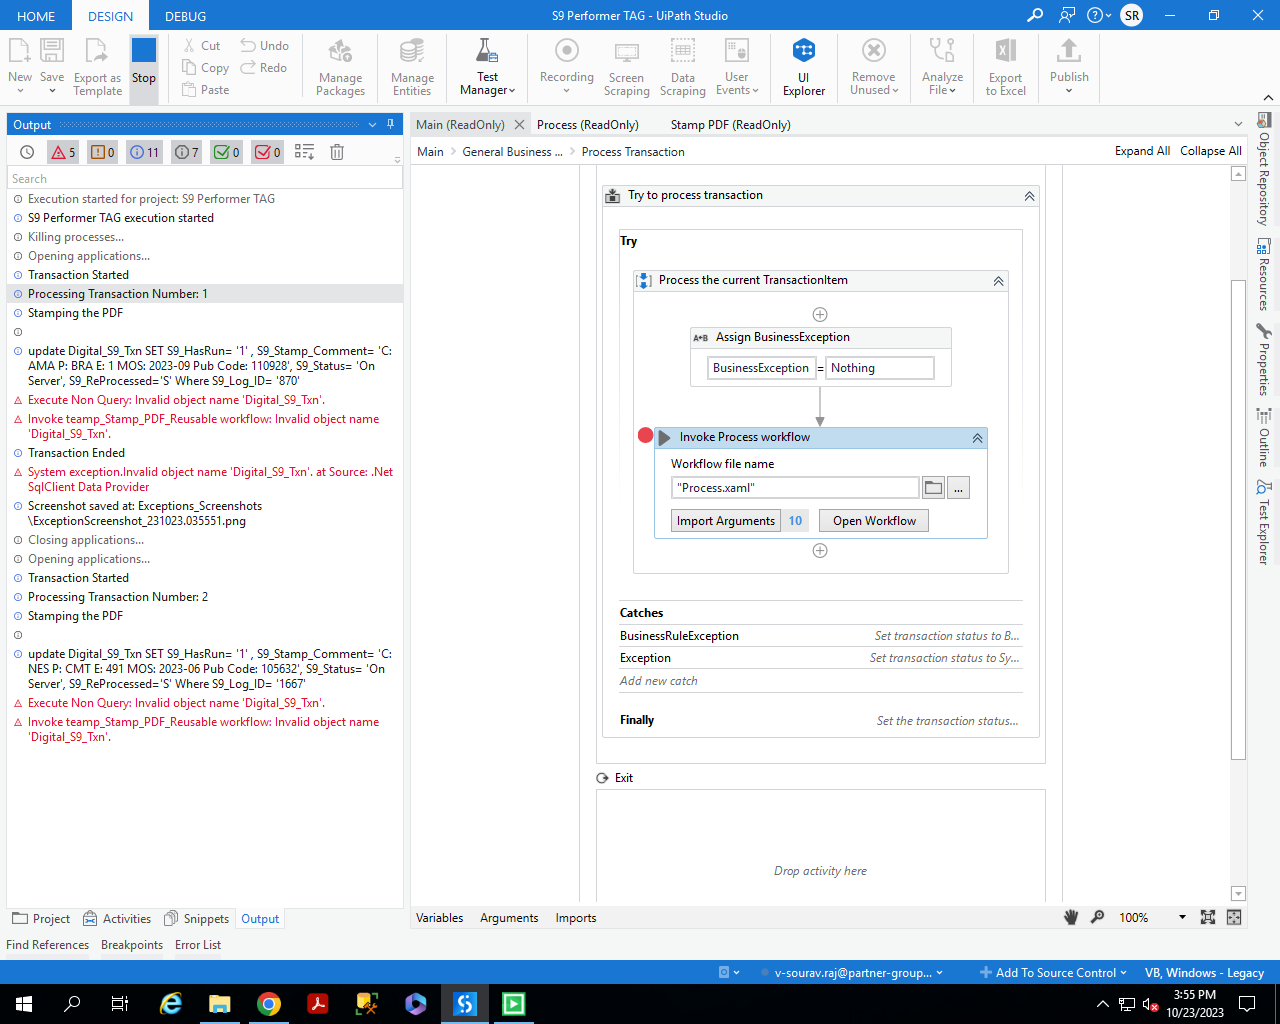 HOME
DESIGN
DEBUG
S9 Performer TAG - UiPath Studio
SR
New
Save
Export as
Template
Stop
Cut
Copy
Paste
Undo
Redo
Manage
Packages
Manage
Entities
Test
Manager
Recording
Screen
Scraping
Data
Scraping
User
Events
UI
Explorer
Remove
Unused
Analyze
File
Export
to Excel
Publish
Output
5
0
11
7
0
0
Search
Execution started for project: S9 Performer TAG
S9 Performer TAG execution started
Killing processes...
Opening applications...
Transaction Started
Processing Transaction Number: 1
Stamping the PDF
update Digital_S9_Txn SET S9_HasRun= '1' , S9_Stamp_Comment= 'C:
AMA P: BRA E: 1 MOS: 2023-09 Pub Code: 110928', S9_Status= 'On
Server', S9_ReProcessed='S' Where S9_Log_ID= '870'
Execute Non Query: Invalid object name 'Digital_S9_Txn'.
Invoke teamp_Stamp_PDF_Reusable workflow: Invalid object name
'Digital_S9_Txn'.
Transaction Ended
System exception.Invalid object name 'Digital_S9_Txn'. at Source: .Net
SqlClient Data Provider
Screenshot saved at: Exceptions_Screenshots
\ExceptionScreenshot_231023.035551.png
Closing applications...
Opening applications...
Transaction Started
Processing Transaction Number: 2
Stamping the PDF
update Digital_S9_Txn SET S9_HasRun= '1' , S9_Stamp_Comment= 'C:
NES P: CMT E: 491 MOS: 2023-06 Pub Code: 105632', S9_Status= 'On
Server', S9_ReProcessed='S' Where S9_Log_ID= '1667'
Execute Non Query: Invalid object name 'Digital_S9_Txn'.
Invoke teamp_Stamp_PDF_Reusable workflow: Invalid object name
'Digital_S9_Txn'.
Project
Activities
Snippets
Output
Find References
Breakpoints
Error List
Main (ReadOnly)
Process (ReadOnly)
Stamp PDF (ReadOnly)
Main
General Business ...
Process Transaction
Expand All
Collapse All
Try to process transaction
Try
Process the current TransactionItem
A*B Assign BusinessException
BusinessException = Nothing
Invoke Process workflow
Workflow file name
"Process.xaml"
...
Import Arguments
10
Open Workflow
Catches
BusinessRuleException
Set transaction status to B...
Exception
Set transaction status to Sy...
Add new catch
Finally
Set the transaction status...
Exit
Drop activity here
Variables
Arguments
Imports
100%
Object Repository
Resources
Properties
Outline
Test Explorer
v-sourav.raj@partner-group...
Add To Source Control
VB, Windows - Legacy
3:55 PM
10/23/2023